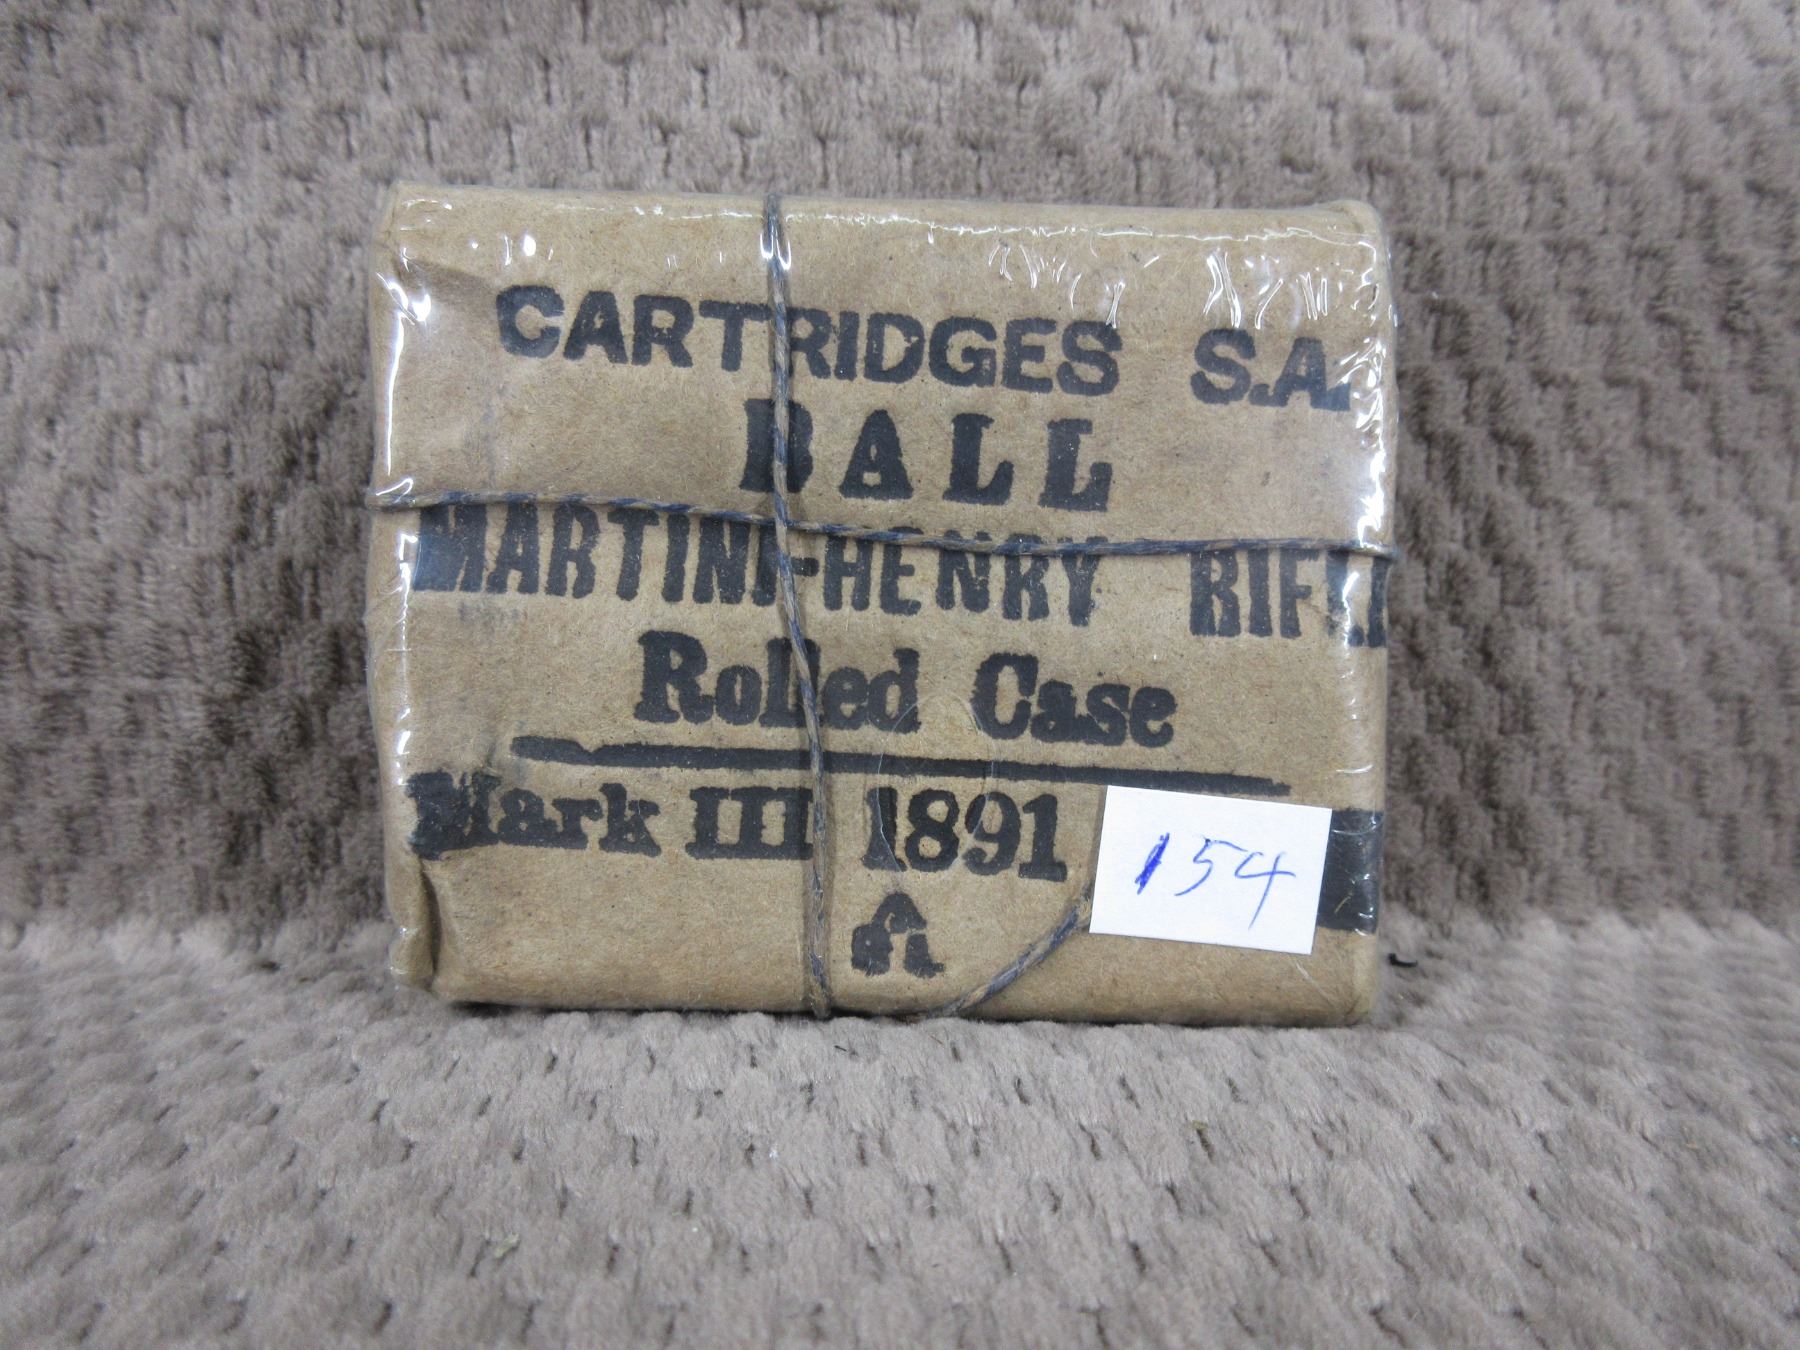 CARTRIDGES S.A.
BALL
MARTINI-HENRY RIFLE
Rolled Case
Mark III 1891
154